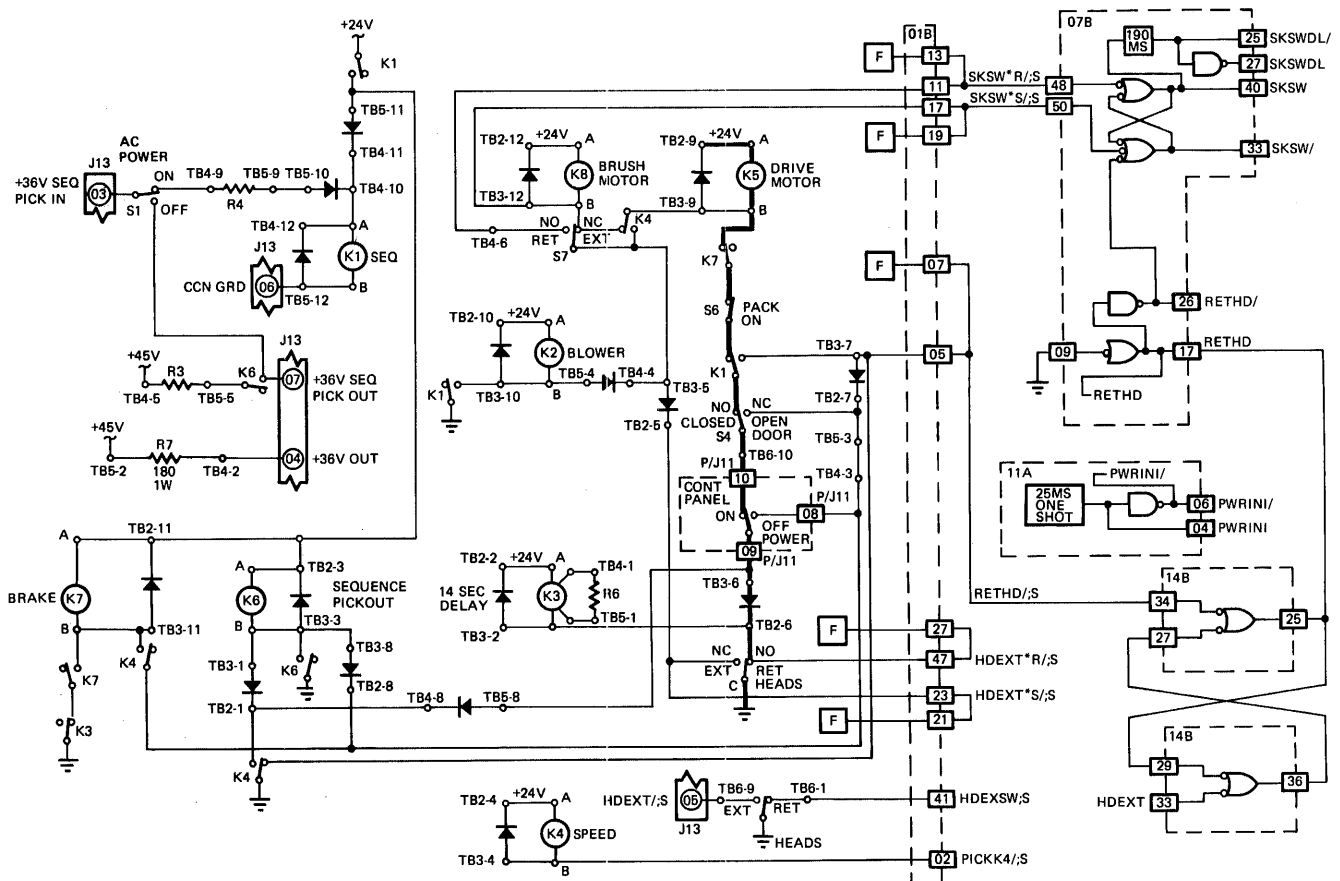 +24V
K1
TB5-11
TB4-11
AC
POWER
J13
+36V SEQ
PICK IN
03
ON
S1
OFF
TB4-9
R4
TB5-9
TB5-10
TB4-10
TB4-12
A
K1
SEQ
B
J13
CCN GRD
06
TB5-12
+45V
R3
TB4-5
TB5-5
K6
J13
07
+36V SEQ
PICK OUT
+45V
R7
180
1W
TB5-2
TB4-2
04
+36V OUT
A
TB2-11
BRAKE
K7
B
TB3-11
K4
K7
K3
A
TB2-3
K6
SEQUENCE
PICKOUT
B
TB3-3
TB3-1
K6
TB3-8
TB2-8
TB2-1
K4
TB4-8
TB5-8
TB2-12
+24V
A
K8
BRUSH
MOTOR
TB3-12
B
TB4-6
NO
RET
NC
EXT
S7
K4
TB2-9
+24V
A
K5
DRIVE
MOTOR
TB3-9
B
K7
S6
PACK
ON
K1
TB3-7
TB2-7
NO
CLOSED
S4
NC
OPEN
DOOR
TB5-3
TB4-3
TB6-10
P/J11
10
CONT
PANEL
ON
OFF
POWER
P/J11
08
09
P/J11
TB3-6
TB2-6
TB2-10
+24V
A
K2
BLOWER
K1
TB3-10
B
TB5-4
TB4-4
TB3-5
TB2-5
TB2-2
+24V
A
14 SEC
DELAY
K3
TB4-1
R6
TB5-1
TB3-2
B
NC
EXT
C
NO
RET
HEADS
TB2-4
+24V
A
K4
SPEED
TB3-4
B
HDEXT/;S
05
J13
TB6-9
EXT
RET
TB6-1
HEADS
01B
F
13
11
17
F
19
F
07
05
F
27
47
HDEXT*R/;S
23
HDEXT*S/;S
F
21
41
HDEXSW;S
02
PICKK4/;S
SKSW*R/;S
SKSW*S/;S
RETHD/;S
07B
190
MS
48
50
25
SKSWDL/
27
SKSWDL
40
SKSW
33
SKSW/
26
RETHD/
09
17
RETHD
RETHD
11A
25MS
ONE
SHOT
PWRINI/
06
PWRINI/
04
PWRINI
14B
34
27
25
14B
29
HDEXT
33
36